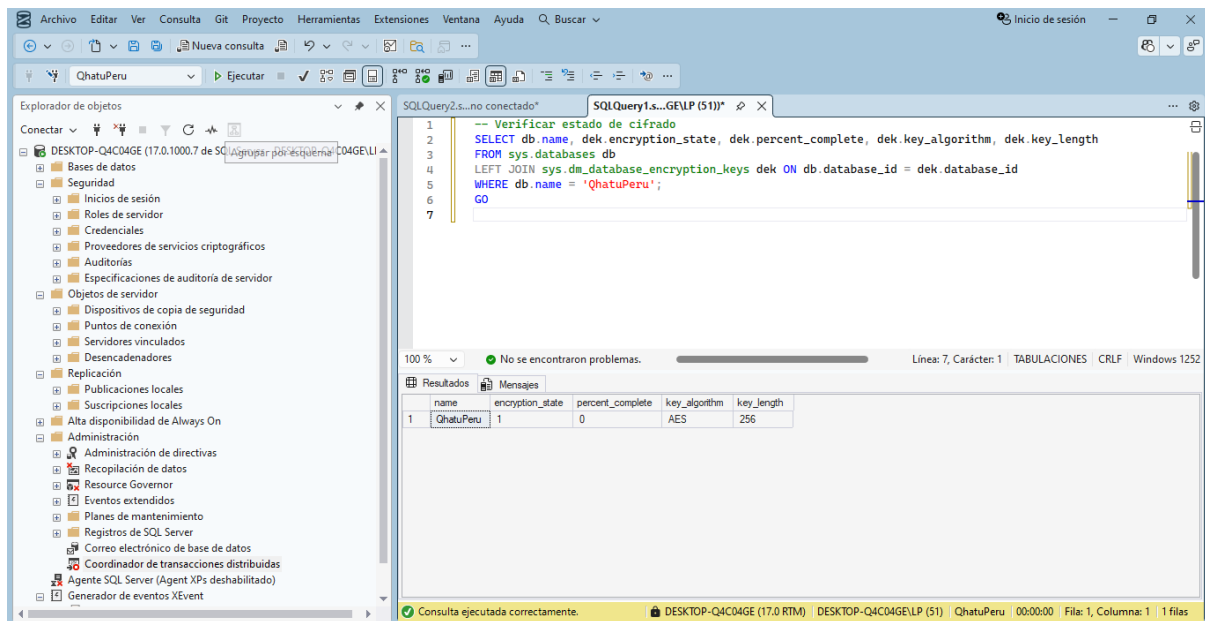 Archivo Editar Ver Consulta Git Proyecto Herramientas Extensiones Ventana Ayuda Buscar Inicio de sesión
Nueva consulta
QhatuPeru Ejecutar
Explorador de objetos
Conectar
Agrupar por esquema
DESKTOP-Q4C04GE (17.0.1000.7 de
Bases de datos
Seguridad
Inicios de sesión
Roles de servidor
Credenciales
Proveedores de servicios criptográficos
Auditorías
Especificaciones de auditoría de servidor
Objetos de servidor
Dispositivos de copia de seguridad
Puntos de conexión
Servidores vinculados
Desencadenadores
Replicación
Publicaciones locales
Suscripciones locales
Alta disponibilidad de Always On
Administración
Administración de directivas
Recopilación de datos
Resource Governor
Eventos extendidos
Planes de mantenimiento
Registros de SQL Server
Correo electrónico de base de datos
Coordinador de transacciones distribuidas
Agente SQL Server (Agent XPs deshabilitado)
Generador de eventos XEvent
SQLQuery2.s...no conectado* SQLQuery1.s...GE\LP (51))*
1 -- Verificar estado de cifrado
2 SELECT db.name, dek.encryption_state, dek.percent_complete, dek.key_algorithm, dek.key_length
3 FROM sys.databases db
4 LEFT JOIN sys.dm_database_encryption_keys dek ON db.database_id = dek.database_id
5 WHERE db.name = 'QhatuPeru';
6 GO
7
100 % No se encontraron problemas. Línea: 7, Carácter: 1 TABULACIONES CRLF Windows 1252
Resultados Mensajes
name encryption_state percent_complete key_algorithm key_length
1 QhatuPeru 1 0 AES 256
Consulta ejecutada correctamente. DESKTOP-Q4C04GE (17.0 RTM) DESKTOP-Q4C04GE\LP (51) QhatuPeru 00:00:00 Fila: 1, Columna: 1 1 filas